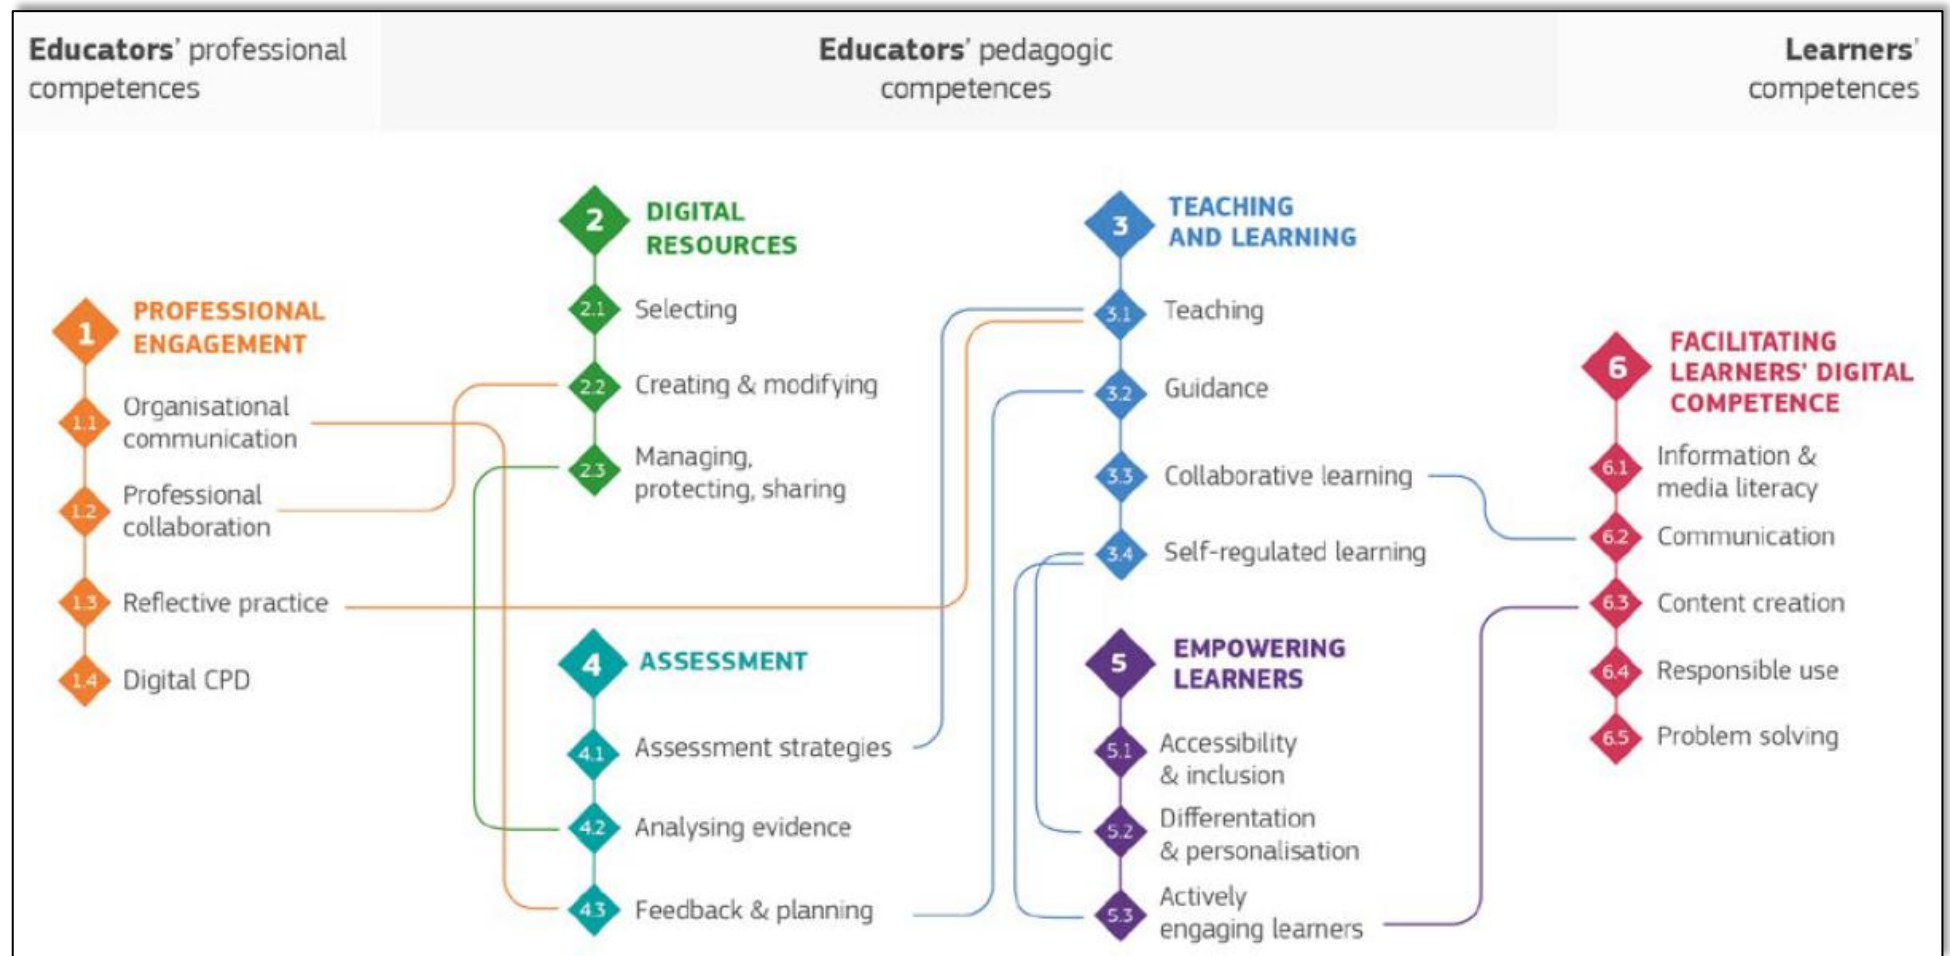 Educators' professional
competences
Educators' pedagogic
competences
Learners'
competences
1
PROFESSIONAL
ENGAGEMENT
1.1
Organisational
communication
1.2
Professional
collaboration
1.3
Reflective practice
1.4
Digital CPD
2
DIGITAL
RESOURCES
2.1
Selecting
2.2
Creating & modifying
2.3
Managing,
protecting, sharing
3
TEACHING
AND LEARNING
3.1
Teaching
3.2
Guidance
3.3
Collaborative learning
3.4
Self-regulated learning
4
ASSESSMENT
4.1
Assessment strategies
4.2
Analysing evidence
4.3
Feedback & planning
5
EMPOWERING
LEARNERS
5.1
Accessibility
& inclusion
5.2
Differentation
& personalisation
5.3
Actively
engaging learners
6
FACILITATING
LEARNERS' DIGITAL
COMPETENCE
6.1
Information &
media literacy
6.2
Communication
6.3
Content creation
6.4
Responsible use
6.5
Problem solving